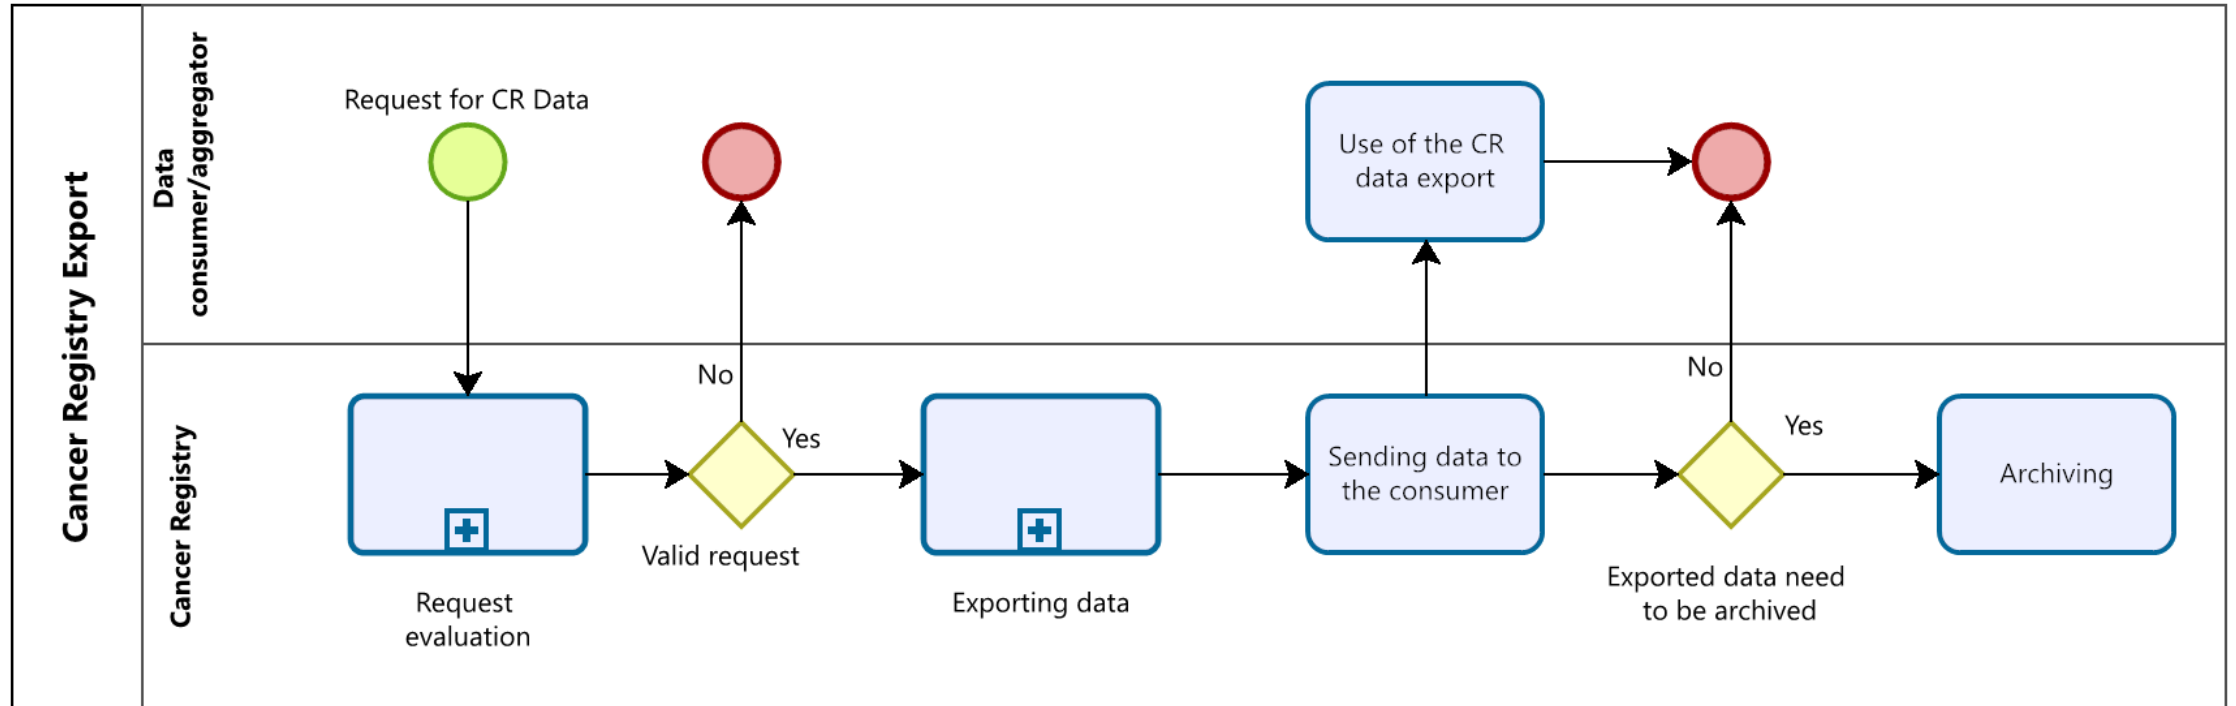 Cancer Registry Export
Data
consumer/aggregator
Request for CR Data
Use of the CR
data export
Cancer Registry
No
Yes
Valid request
Request
evaluation
Exporting data
Sending data to
the consumer
No
Yes
Exported data need
to be archived
Archiving